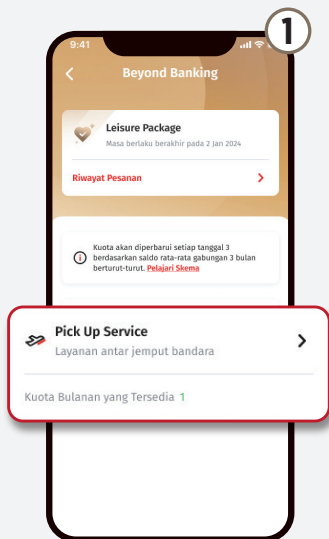 1
9:41
Beyond Banking
Leisure Package
Masa berlaku berakhir pada 2 Jan 2024
Riwayat Pesanan
Kuota akan diperbarui setiap tanggal 3
berdasarkan saldo rata-rata gabungan 3 bulan
berturut-turut. Pelajari Skema
Pick Up Service
Layanan antar jemput bandara
Kuota Bulanan yang Tersedia 1